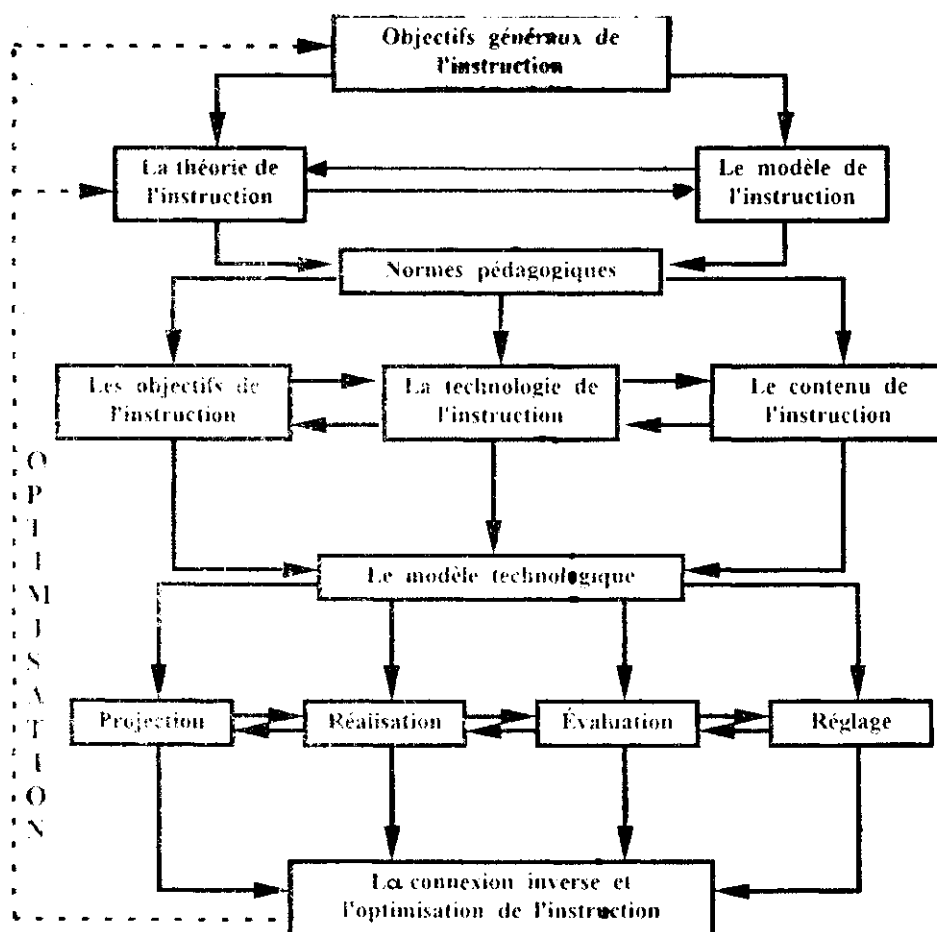 Objectifs généraux de
l'instruction
La théorie de
l'instruction
Le modèle de
l'instruction
Normes pédagogiques
Les objectifs de
l'instruction
La technologie de
l'instruction
Le contenu de
l'instruction
Le modèle technologique
Projection
Réalisation
Évaluation
Réglage
La connexion inverse et
l'optimisation de l'instruction
O
P
T
I
M
I
S
A
T
I
O
N